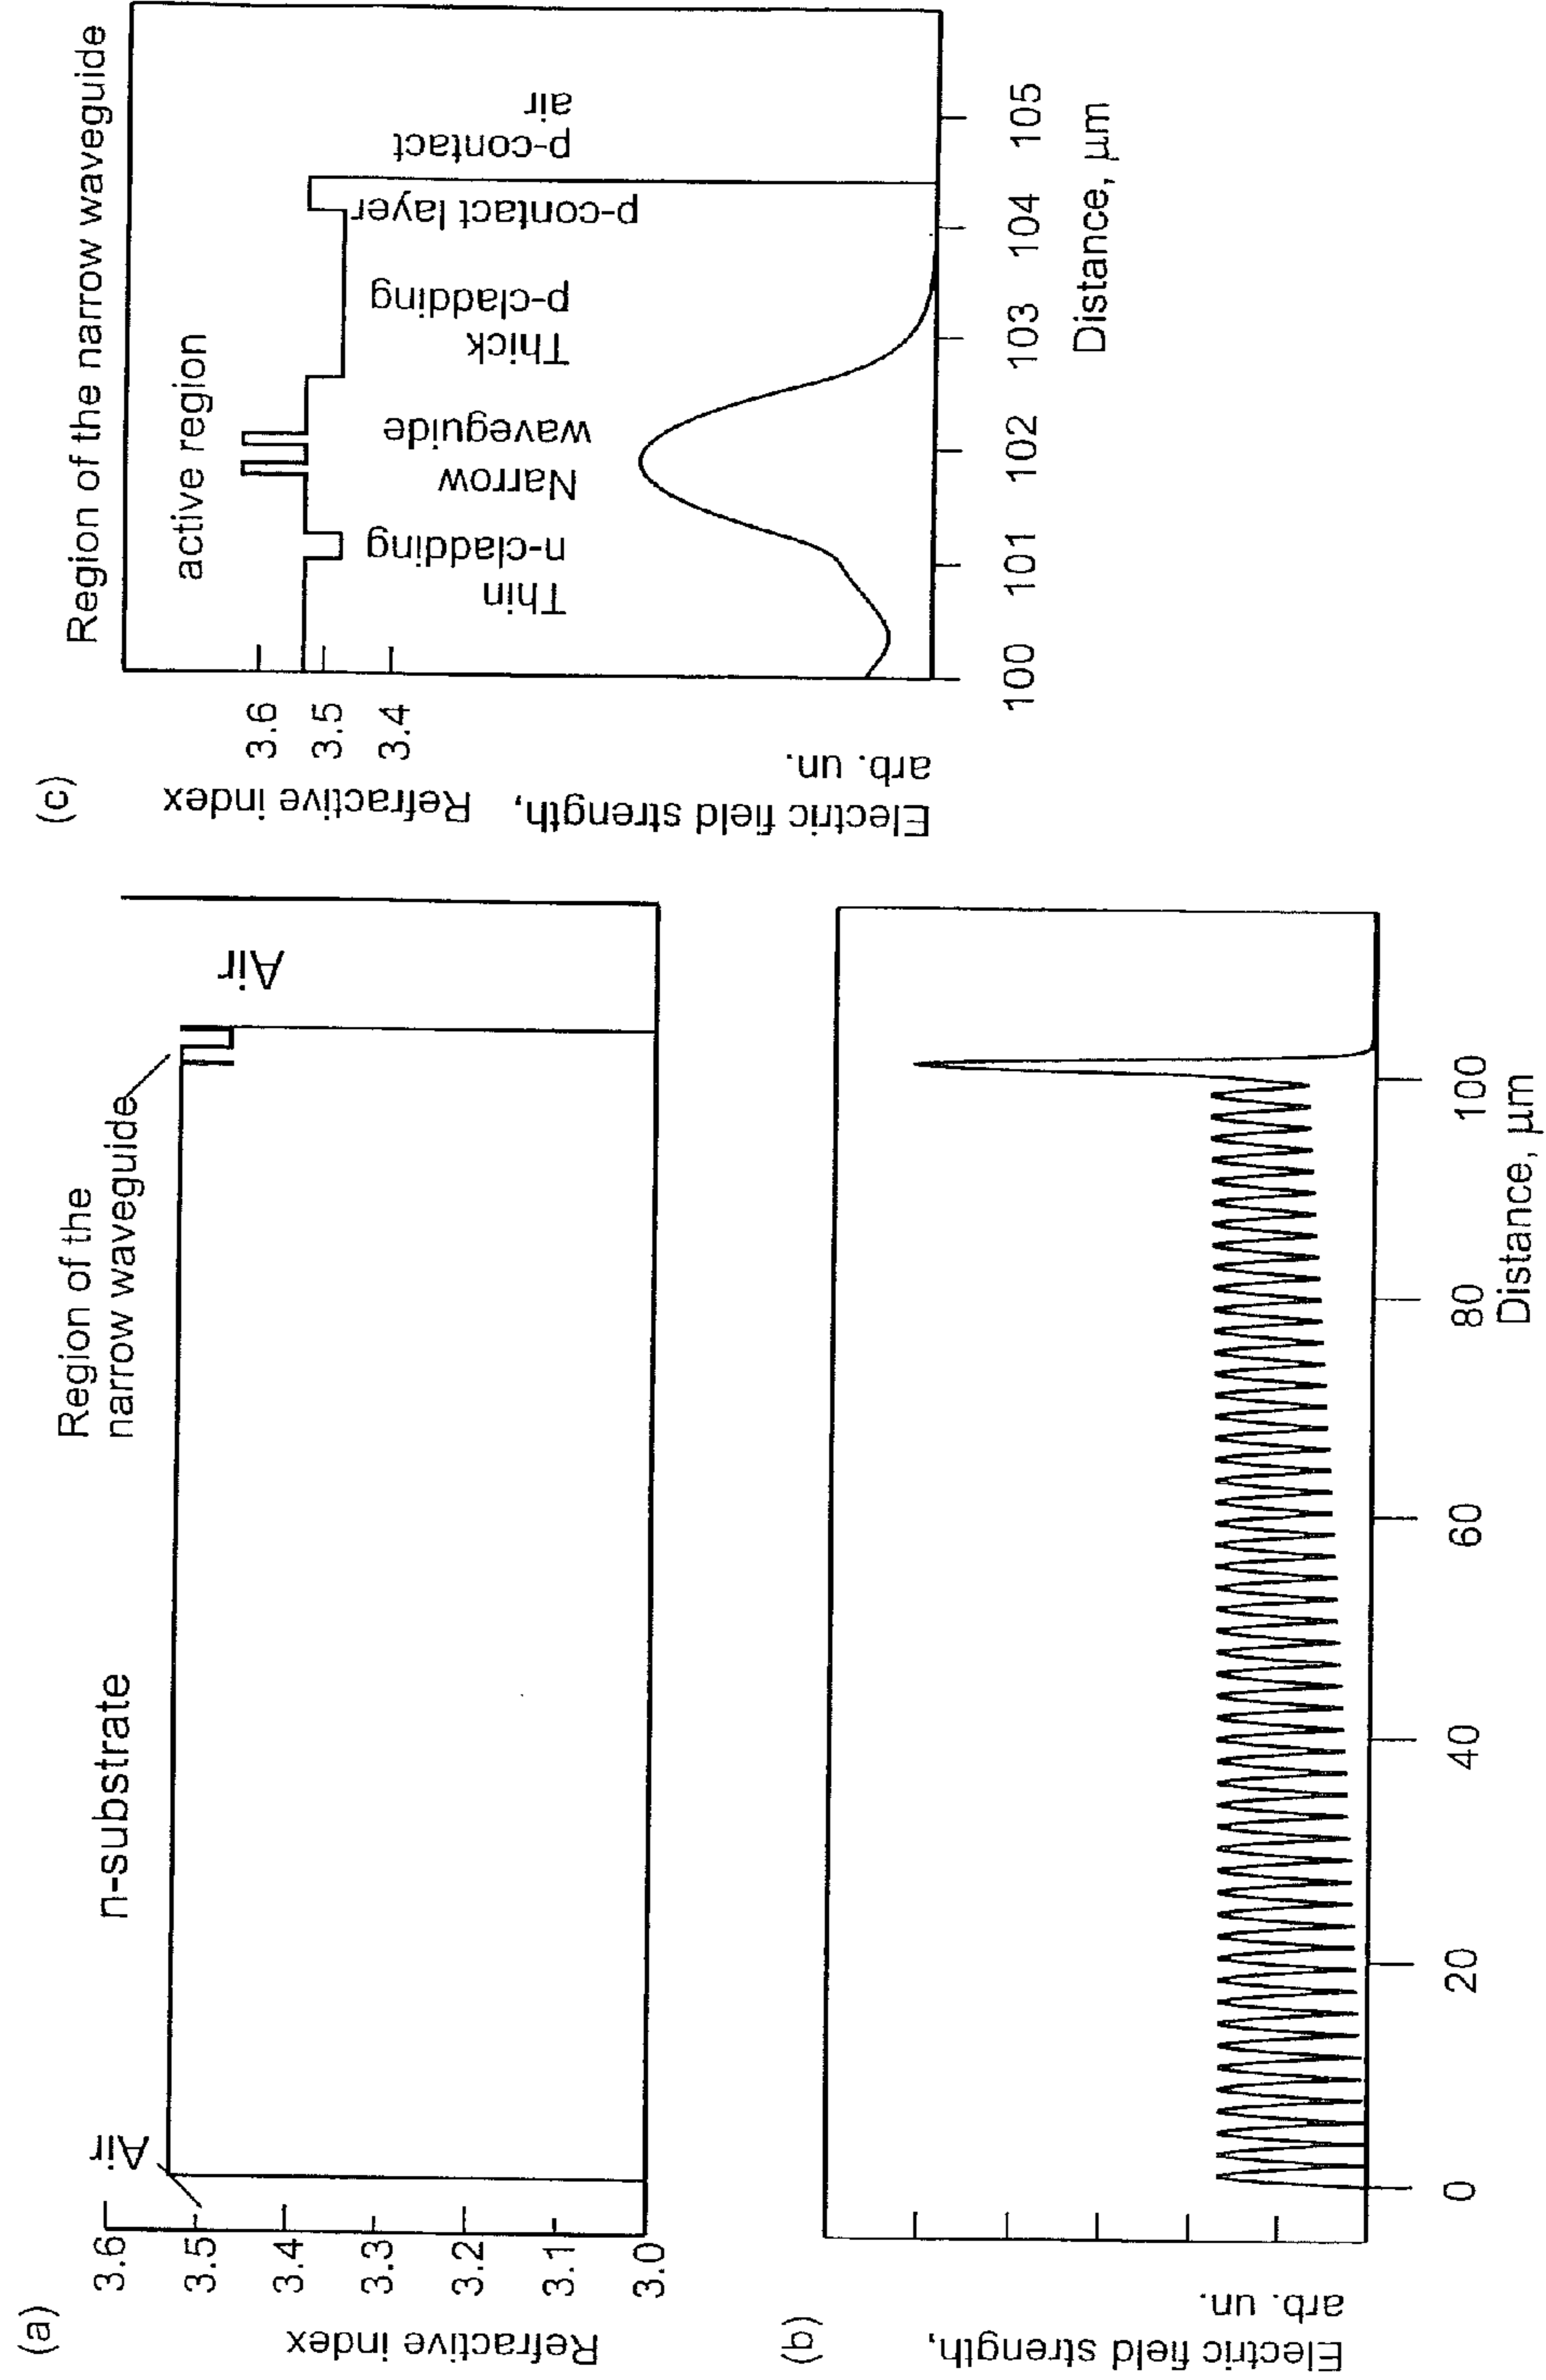 (a)
Refractive index
3.6
3.5
3.4
3.3
3.2
3.1
3.0
Air
n-substrate
Region of the
narrow waveguide
Air
(b)
Electric field strength,
arb. un.
0
20
40
60
80
100
Distance, μm
(c)
Region of the narrow waveguide
Refractive index
3.6
3.5
3.4
Electric field strength,
arb. un.
active region
Thin
n-cladding
Narrow
waveguide
Thick
p-cladding
p-contact layer
p-contact
air
100
101
102
103
104
105
Distance, μm